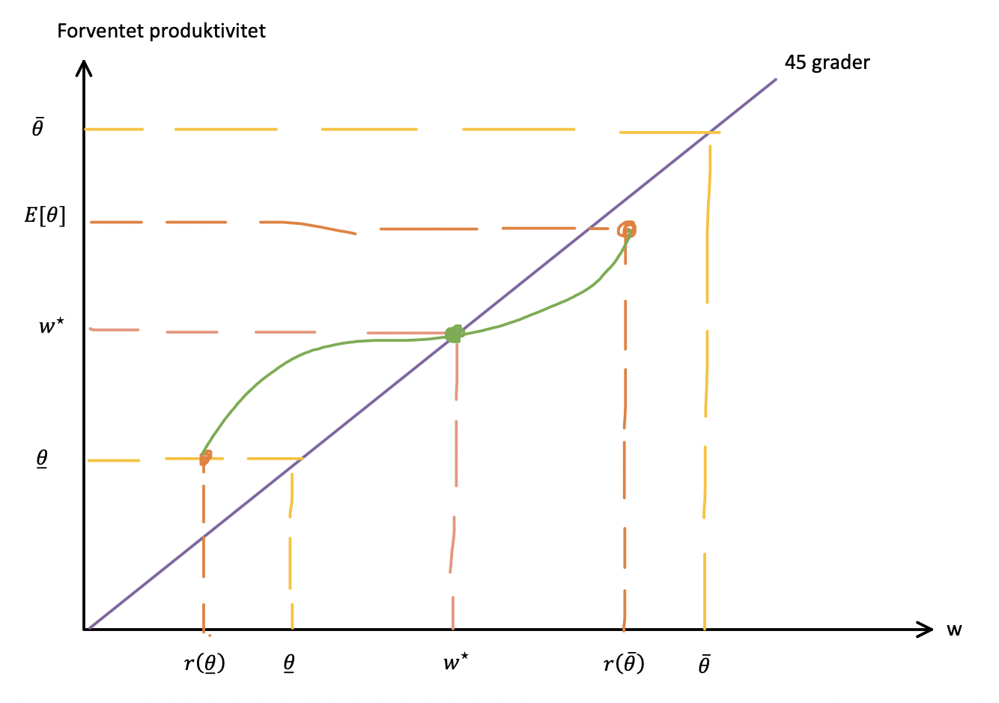 Forventet produktivitet
45 grader
θ̄
E[θ]
w*
θ̲
w
r(θ̲) θ̲ w* r(θ̄) θ̄